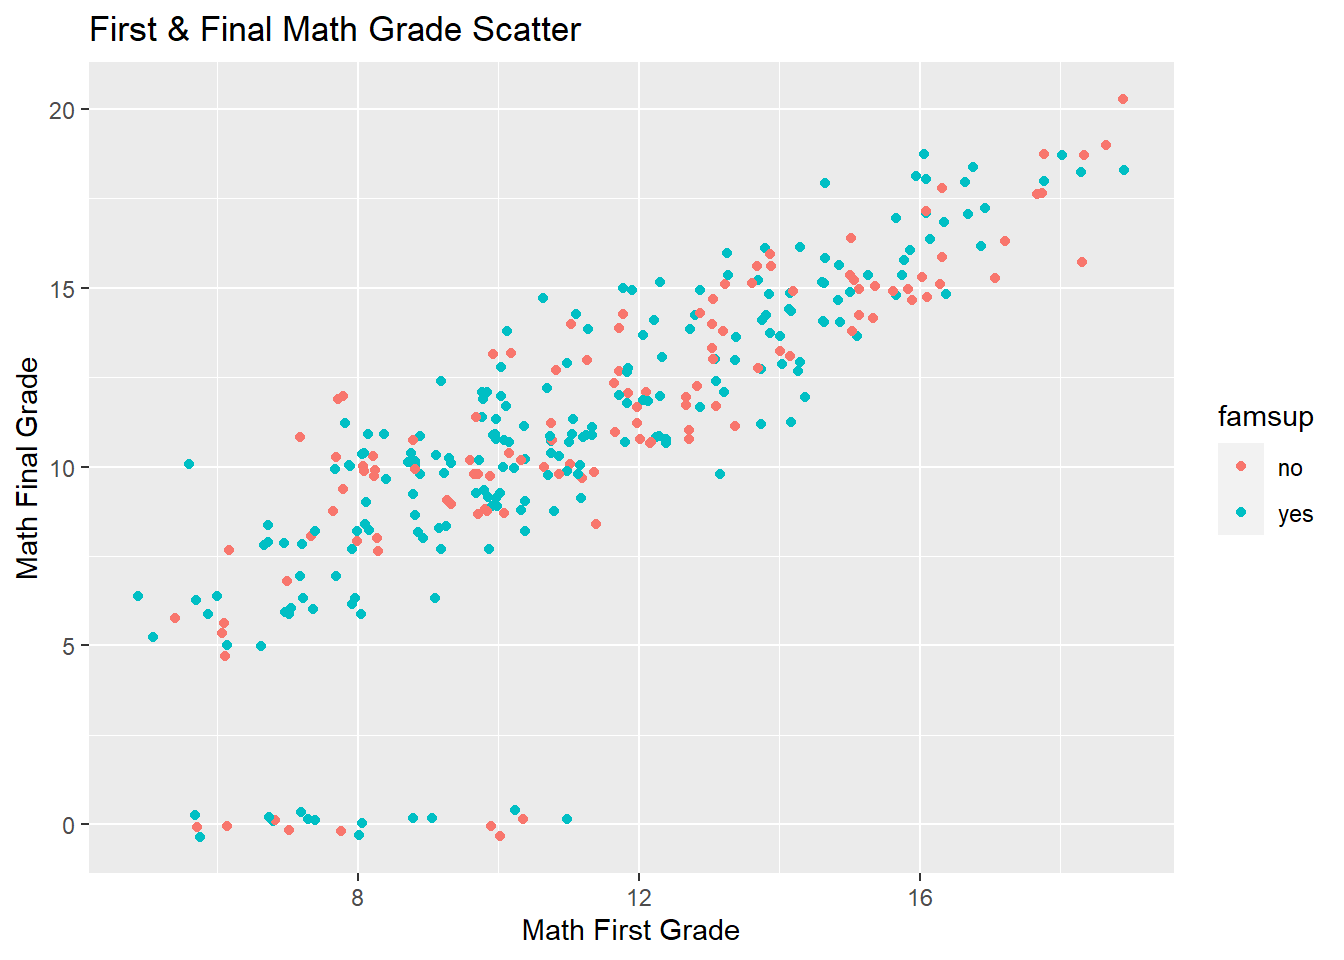 First & Final Math Grade Scatter
Math Final Grade
20
15
10
5
0
8
12
16
Math First Grade
famsup
no
yes